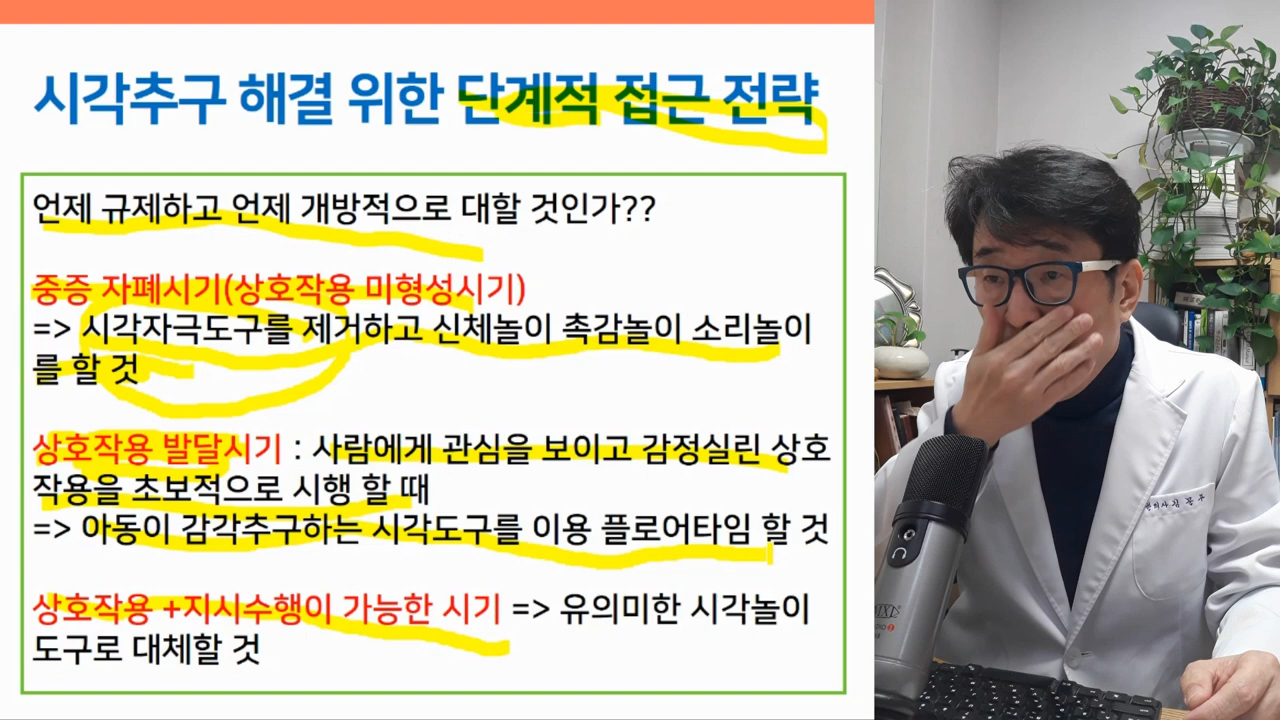 시각추구 해결 위한 단계적 접근 전략
언제 규제하고 언제 개방적으로 대할 것인가??
중증 자폐시기(상호작용 미형성시기)
=> 시각자극도구를 제거하고 신체놀이 촉감놀이 소리놀이
를 할 것
상호작용 발달시기 : 사람에게 관심을 보이고 감정실린 상호
작용을 초보적으로 시행 할 때
=> 아동이 감각추구하는 시각도구를 이용 플로어타임 할 것
상호작용 +지시수행이 가능한 시기 => 유의미한 시각놀이
도구로 대체할 것